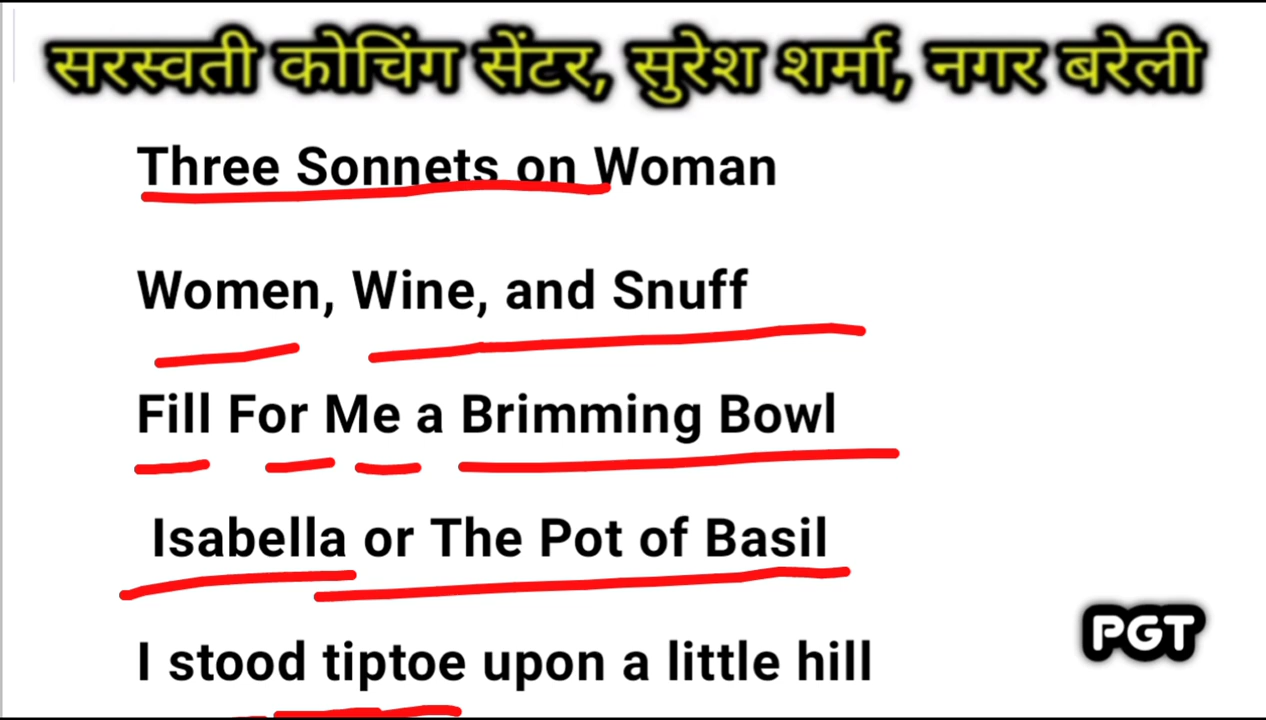 सरस्वती कोचिंग सेंटर, सुरेश शर्मा, नगर बरेली
Three Sonnets on Woman
Women, Wine, and Snuff
Fill For Me a Brimming Bowl
Isabella or The Pot of Basil
I stood tiptoe upon a little hill
PGT